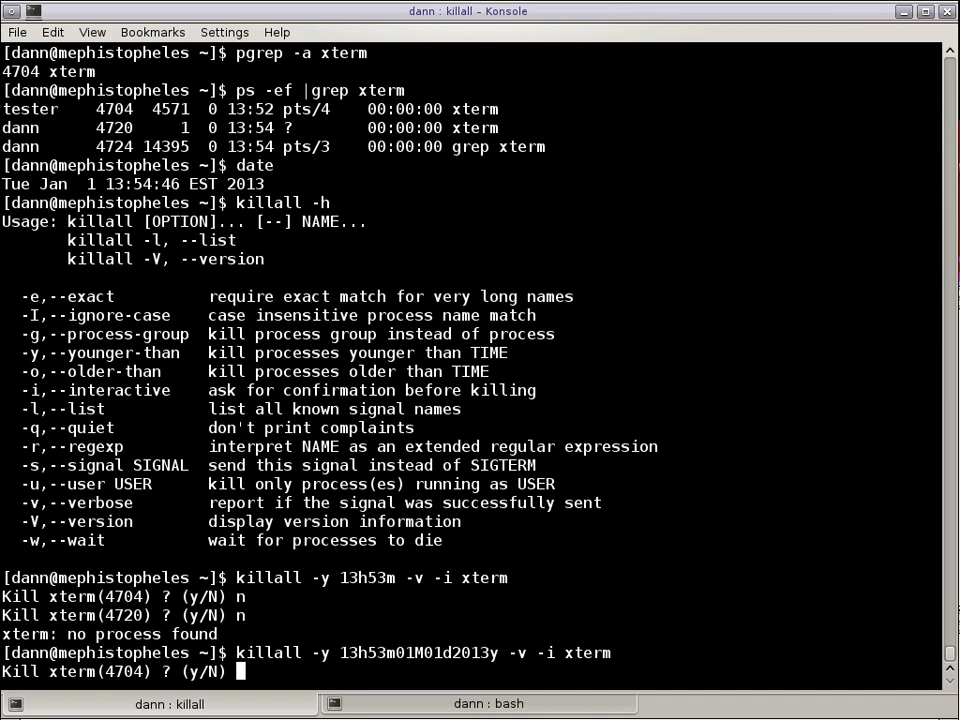 dann : killall – Konsole
File Edit View Bookmarks Settings Help
[dann@mephistopheles ~]$ pgrep -a xterm
4704 xterm
[dann@mephistopheles ~]$ ps -ef |grep xterm
tester    4704  4571  0 13:52 pts/4    00:00:00 xterm
dann      4720     1  0 13:54 ?        00:00:00 xterm
dann      4724 14395  0 13:54 pts/3    00:00:00 grep xterm
[dann@mephistopheles ~]$ date
Tue Jan  1 13:54:46 EST 2013
[dann@mephistopheles ~]$ killall -h
Usage: killall [OPTION]... [--] NAME...
       killall -l, --list
       killall -V, --version
  -e,--exact          require exact match for very long names
  -I,--ignore-case    case insensitive process name match
  -g,--process-group  kill process group instead of process
  -y,--younger-than   kill processes younger than TIME
  -o,--older-than     kill processes older than TIME
  -i,--interactive    ask for confirmation before killing
  -l,--list           list all known signal names
  -q,--quiet          don't print complaints
  -r,--regexp         interpret NAME as an extended regular expression
  -s,--signal SIGNAL  send this signal instead of SIGTERM
  -u,--user USER      kill only process(es) running as USER
  -v,--verbose        report if the signal was successfully sent
  -V,--version        display version information
  -w,--wait           wait for processes to die
[dann@mephistopheles ~]$ killall -y 13h53m -v -i xterm
Kill xterm(4704) ? (y/N) n
Kill xterm(4720) ? (y/N) n
xterm: no process found
[dann@mephistopheles ~]$ killall -y 13h53m01M01d2013y -v -i xterm
Kill xterm(4704) ? (y/N)
dann : killall
dann : bash